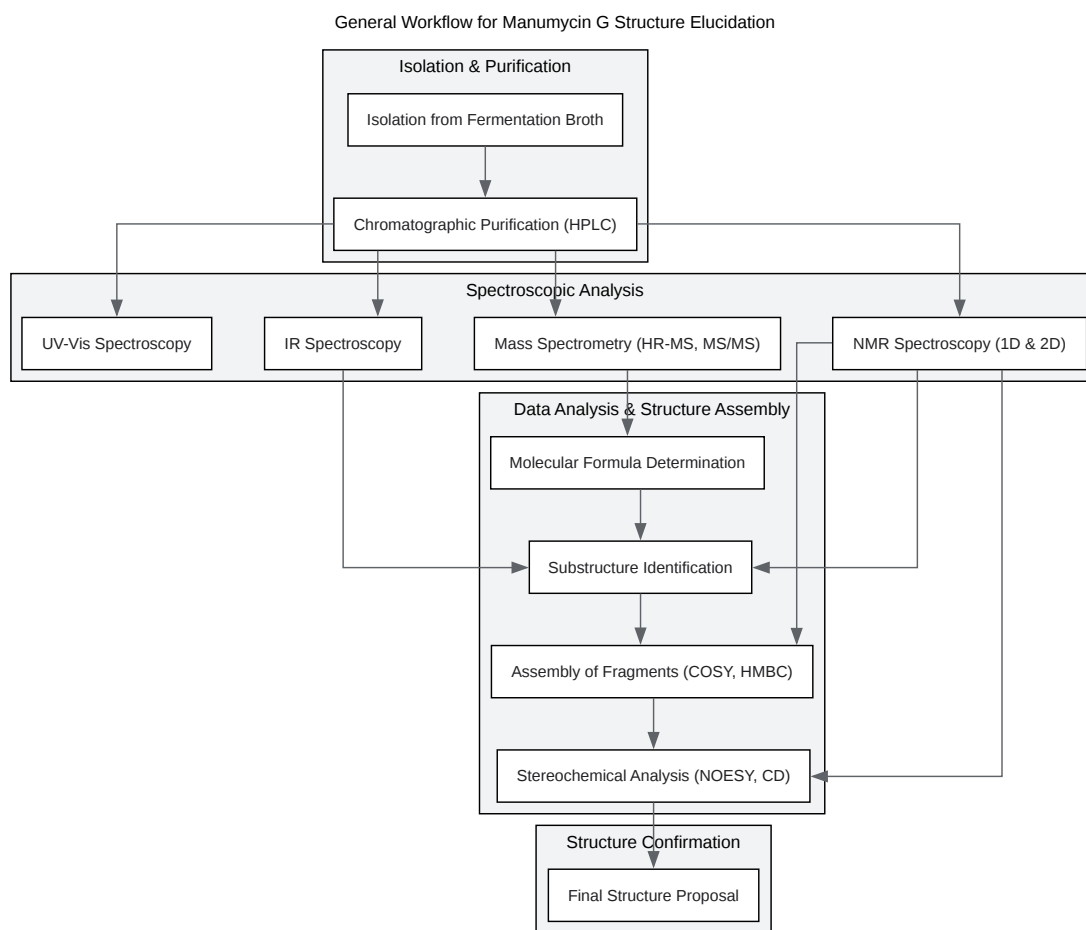 General Workflow for Manumycin G Structure Elucidation
Isolation & Purification
Isolation from Fermentation Broth
Chromatographic Purification (HPLC)
Spectroscopic Analysis
UV-Vis Spectroscopy
IR Spectroscopy
Mass Spectrometry (HR-MS, MS/MS)
NMR Spectroscopy (1D & 2D)
Data Analysis & Structure Assembly
Molecular Formula Determination
Substructure Identification
Assembly of Fragments (COSY, HMBC)
Stereochemical Analysis (NOESY, CD)
Structure Confirmation
Final Structure Proposal